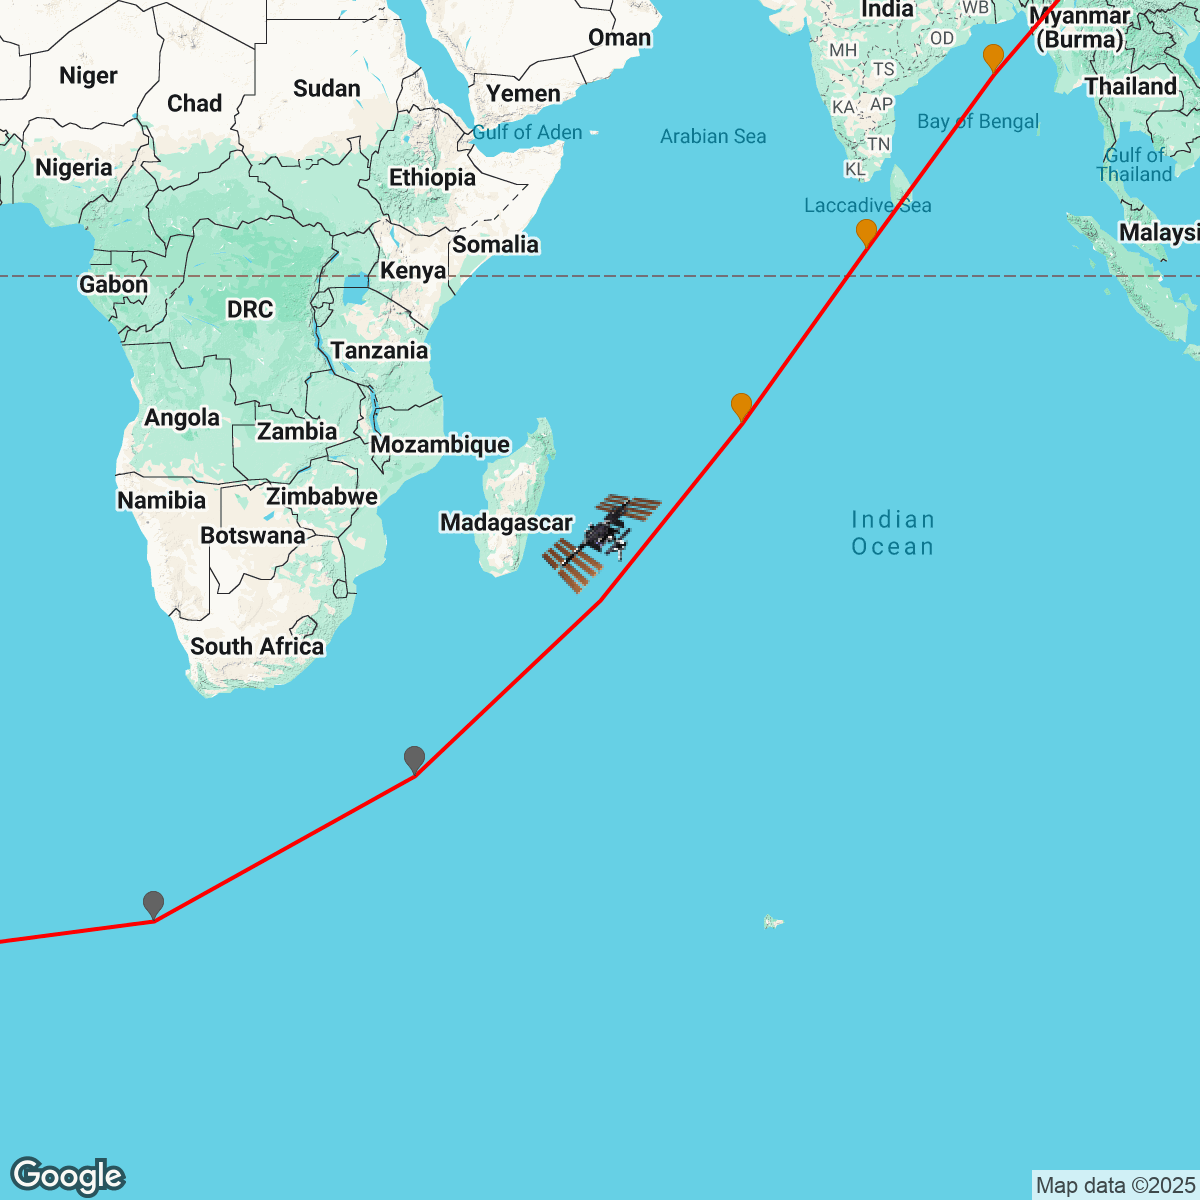 India
WB
Myanmar
(Burma)
Oman
MH
OD
TS
Niger
Chad
Sudan
Yemen
Thailand
KA
AP
Gulf of Aden
Arabian Sea
Bay of Bengal
TN
Nigeria
Ethiopia
KL
Gulf of
Thailand
Laccadive Sea
Somalia
Malaysi
Gabon
Kenya
DRC
Tanzania
Angola
Zambia
Mozambique
Namibia
Zimbabwe
Madagascar
Botswana
Indian
Ocean
South Africa
Google
Map data ©2025